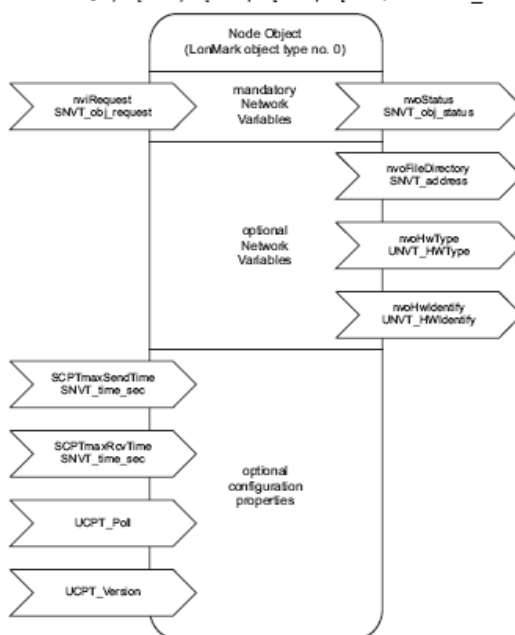 Node Object
(LonMark object type no. 0)
nviRequest
SNVT_obj_request
mandatory
Network
Variables
nvoStatus
SNVT_obj_status
nvoFileDirectory
SNVT_address
optional
Network
Variables
nvoHwType
UNVT_HWType
nvoHwIdentify
UNVT_HWIdentify
SCPTmaxSendTime
SNVT_time_sec
SCPTmaxRcvTime
SNVT_time_sec
optional
configuration
properties
UCPT_Poll
UCPT_Version